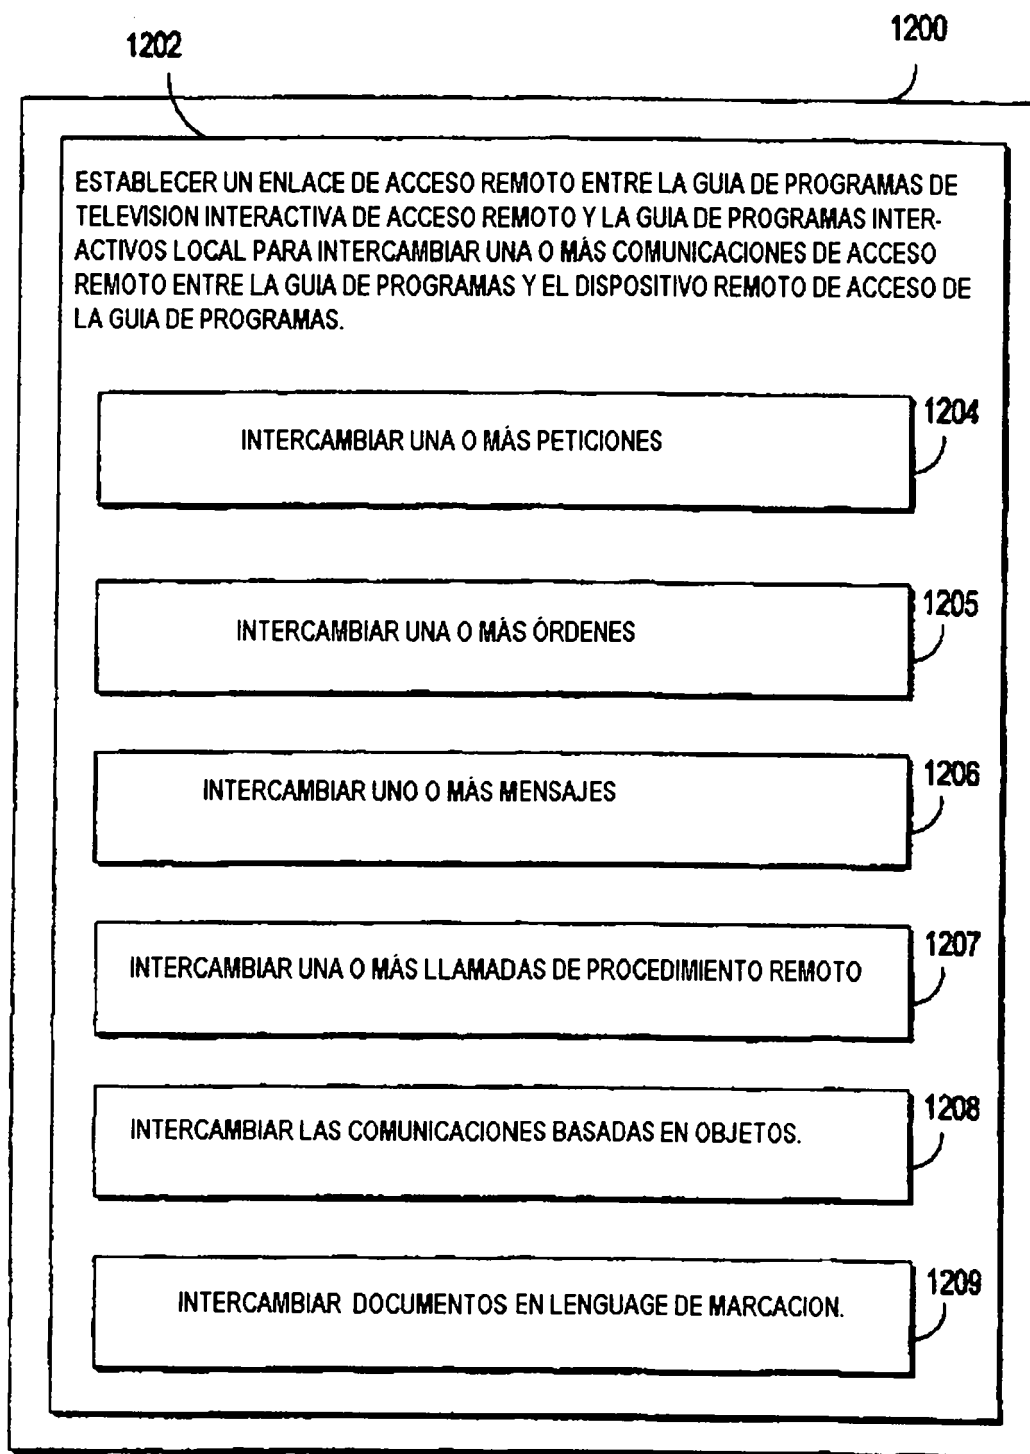 1202
1200
ESTABLECER UN ENLACE DE ACCESO REMOTO ENTRE LA GUIA DE PROGRAMAS DE
TELEVISION INTERACTIVA DE ACCESO REMOTO Y LA GUIA DE PROGRAMAS INTER-
ACTIVOS LOCAL PARA INTERCAMBIAR UNA O MÁS COMUNICACIONES DE ACCESO
REMOTO ENTRE LA GUIA DE PROGRAMAS Y EL DISPOSITIVO REMOTO DE ACCESO DE
LA GUIA DE PROGRAMAS.
1204
INTERCAMBIAR UNA O MÁS PETICIONES
1205
INTERCAMBIAR UNA O MÁS ÓRDENES
1206
INTERCAMBIAR UNO O MÁS MENSAJES
1207
INTERCAMBIAR UNA O MÁS LLAMADAS DE PROCEDIMIENTO REMOTO
1208
INTERCAMBIAR LAS COMUNICACIONES BASADAS EN OBJETOS.
1209
INTERCAMBIAR DOCUMENTOS EN LENGUAGE DE MARCACION.